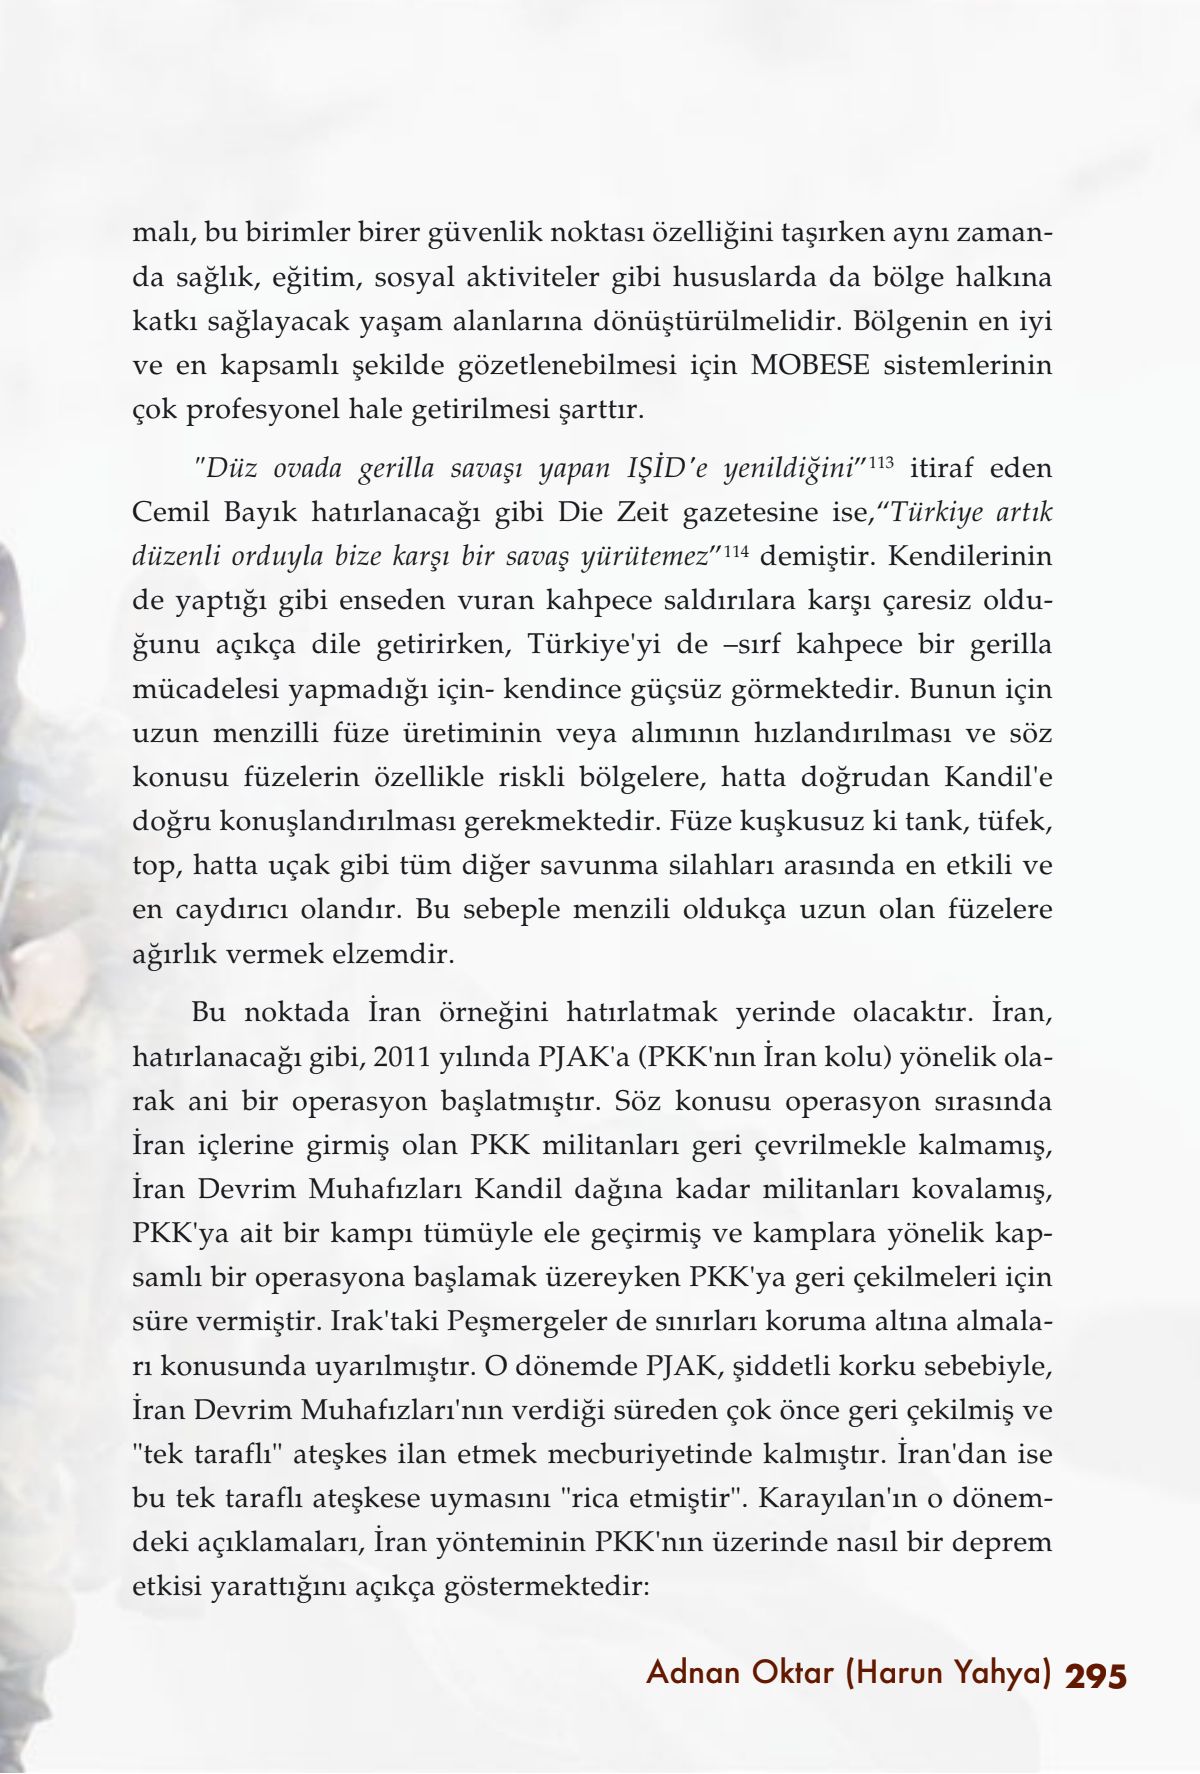 malı, bu birimler birer güvenlik noktası özelliğini taşırken aynı zaman-
da sağlık, eğitim, sosyal aktiviteler gibi hususlarda da bölge halkına
katkı sağlayacak yaşam alanlarına dönüştürülmelidir. Bölgenin en iyi
ve en kapsamlı şekilde gözetlenebilmesi için MOBESE sistemlerinin
çok profesyonel hale getirilmesi şarttır.
"Düz ovada gerilla savaşı yapan IŞİD'e yenildiğini”113 itiraf eden
Cemil Bayık hatırlanacağı gibi Die Zeit gazetesine ise,“Türkiye artık
düzenli orduyla bize karşı bir savaş yürütemez”114 demiştir. Kendilerinin
de yaptığı gibi enseden vuran kahpece saldırılara karşı çaresiz oldu-
ğunu açıkça dile getirirken, Türkiye'yi de –sırf kahpece bir gerilla
mücadelesi yapmadığı için- kendince güçsüz görmektedir. Bunun için
uzun menzilli füze üretiminin veya alımının hızlandırılması ve söz
konusu füzelerin özellikle riskli bölgelere, hatta doğrudan Kandil'e
doğru konuşlandırılması gerekmektedir. Füze kuşkusuz ki tank, tüfek,
top, hatta uçak gibi tüm diğer savunma silahları arasında en etkili ve
en caydırıcı olandır. Bu sebeple menzili oldukça uzun olan füzelere
ağırlık vermek elzemdir.
Bu noktada İran örneğini hatırlatmak yerinde olacaktır. İran,
hatırlanacağı gibi, 2011 yılında PJAK'a (PKK'nın İran kolu) yönelik ola-
rak ani bir operasyon başlatmıştır. Söz konusu operasyon sırasında
İran içlerine girmiş olan PKK militanları geri çevrilmekle kalmamış,
İran Devrim Muhafızları Kandil dağına kadar militanları kovalamış,
PKK'ya ait bir kampı tümüyle ele geçirmiş ve kamplara yönelik kap-
samlı bir operasyona başlamak üzereyken PKK'ya geri çekilmeleri için
süre vermiştir. Irak'taki Peşmergeler de sınırları koruma altına almala-
rı konusunda uyarılmıştır. O dönemde PJAK, şiddetli korku sebebiyle,
İran Devrim Muhafızları'nın verdiği süreden çok önce geri çekilmiş ve
"tek taraflı" ateşkes ilan etmek mecburiyetinde kalmıştır. İran'dan ise
bu tek taraflı ateşkese uymasını "rica etmiştir". Karayılan'ın o dönem-
deki açıklamaları, İran yönteminin PKK'nın üzerinde nasıl bir deprem
etkisi yarattığını açıkça göstermektedir:
Adnan Oktar (Harun Yahya) 295